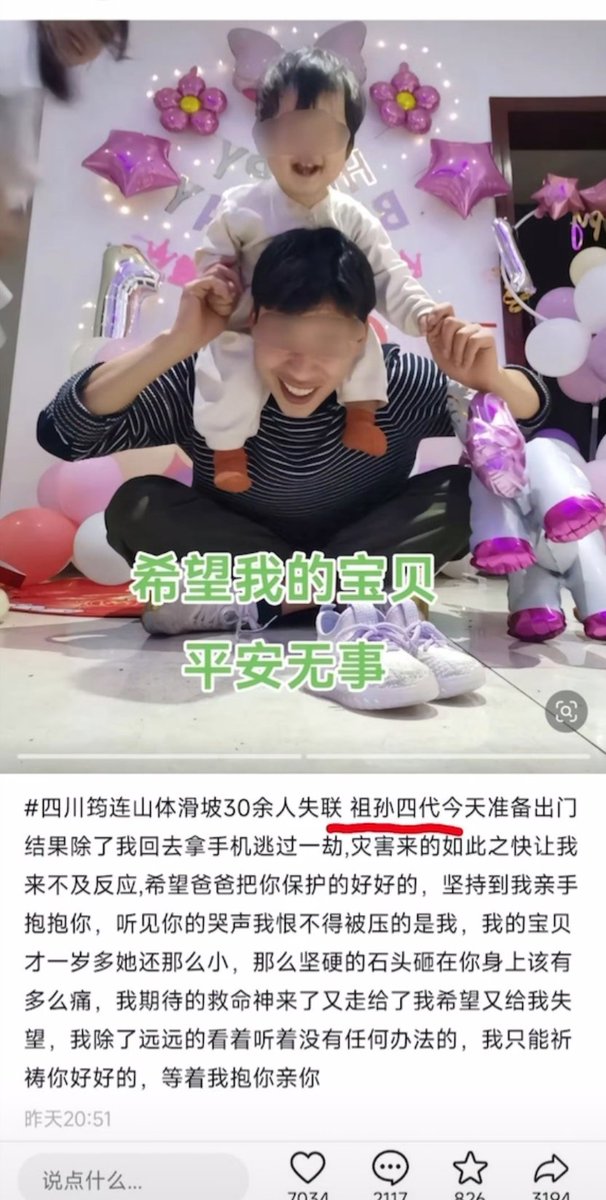 希望我的宝贝
平安无事
#四川筠连山体滑坡30余人失联 祖孙四代今天准备出门
结果除了我回去拿手机逃过一劫,灾害来的如此之快让我
来不及反应,希望爸爸把你保护的好好的，坚持到我亲手
抱抱你，听见你的哭声我恨不得被压的是我，我的宝贝
才一岁多她还那么小，那么坚硬的石头砸在你身上该有
多么痛，我期待的救命神来了又走给了我希望又给我失
望，我除了远远的看着听着没有任何办法的，我只能祈
祷你好好的，等着我抱你亲你
昨天20:51
说点什么...
7034
2117
826
3194